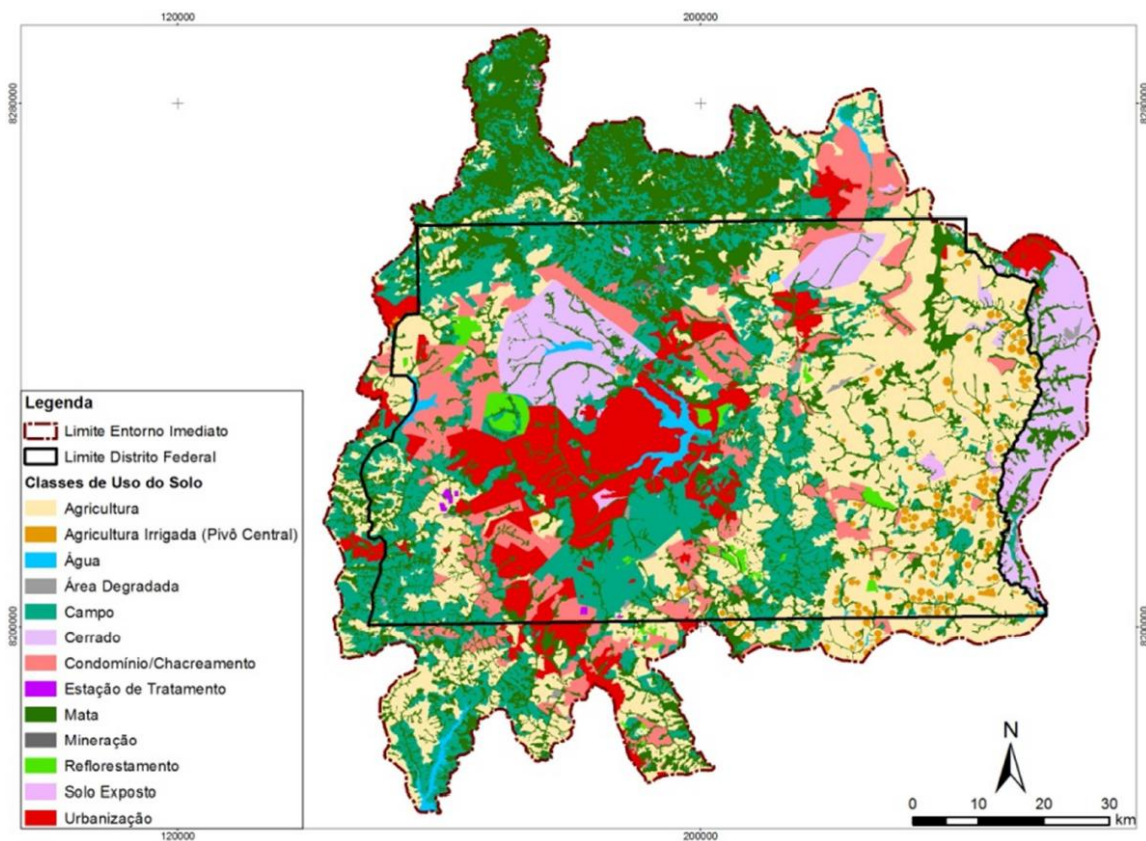 120000
200000
8280000
8280000
Legenda
Limite Entorno Imediato
Limite Distrito Federal
Classes de Uso do Solo
Agricultura
Agricultura Irrigada (Pivô Central)
Água
Área Degradada
Campo
Cerrado
Condomínio/Chacreamento
Estação de Tratamento
Mata
Mineração
Reflorestamento
Solo Exposto
Urbanização
8200000
8200000
N
0 10 20 30
km
120000
200000